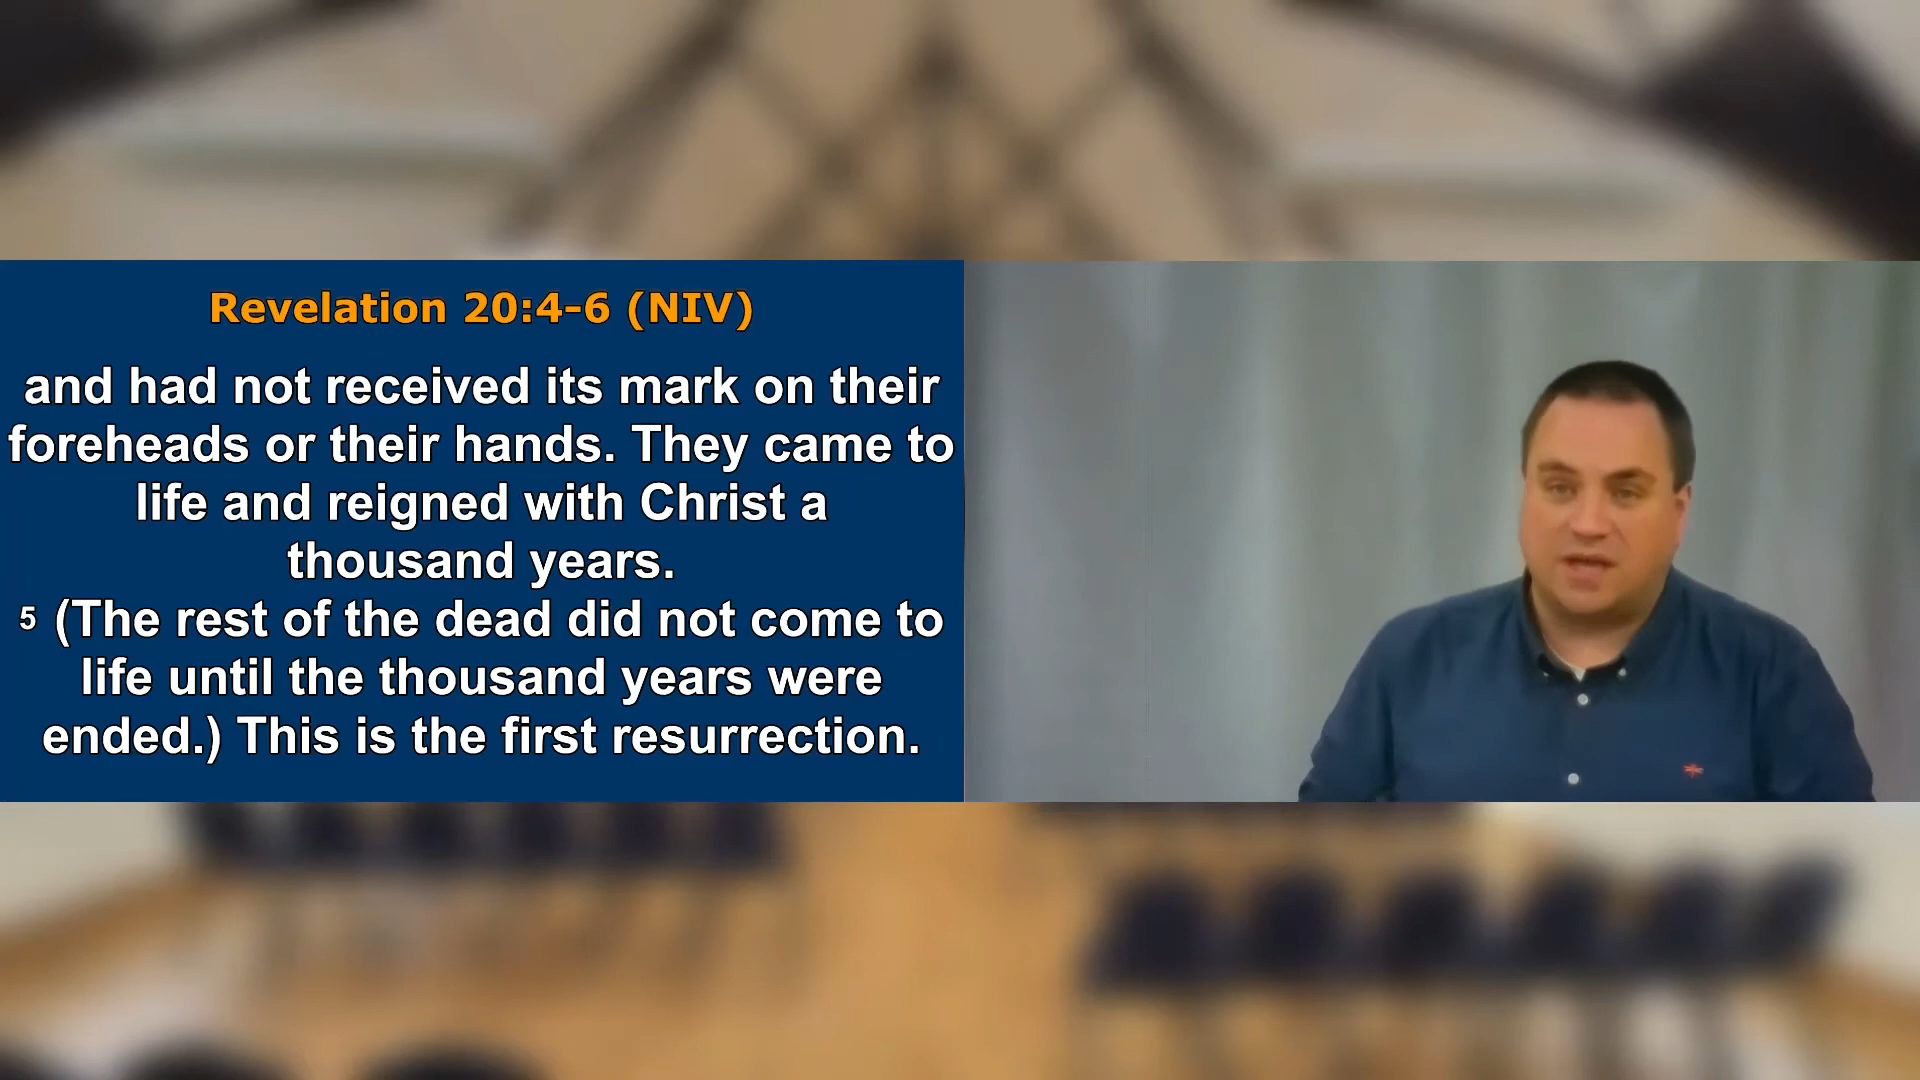 Revelation 20:4-6 (NIV)
and had not received its mark on their
foreheads or their hands. They came to
life and reigned with Christ a
thousand years.
5 (The rest of the dead did not come to
life until the thousand years were
ended.) This is the first resurrection.